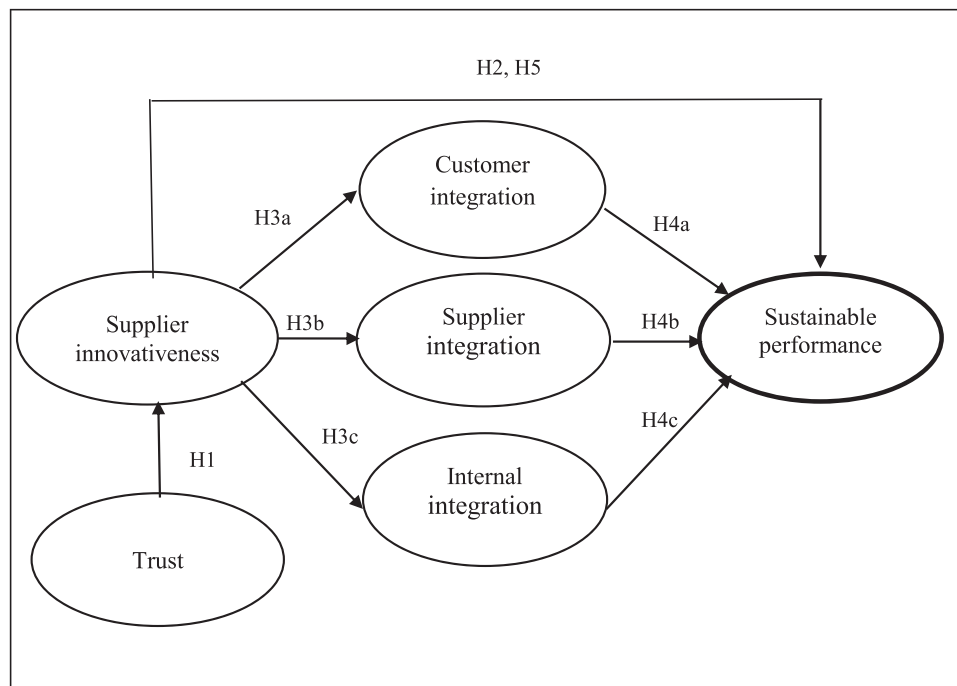 H2, H5
Customer
integration
H3a
H4a
Supplier
innovativeness
H3b
Supplier
integration
H4b
Sustainable
performance
H3c
H4c
H1
Internal
integration
Trust